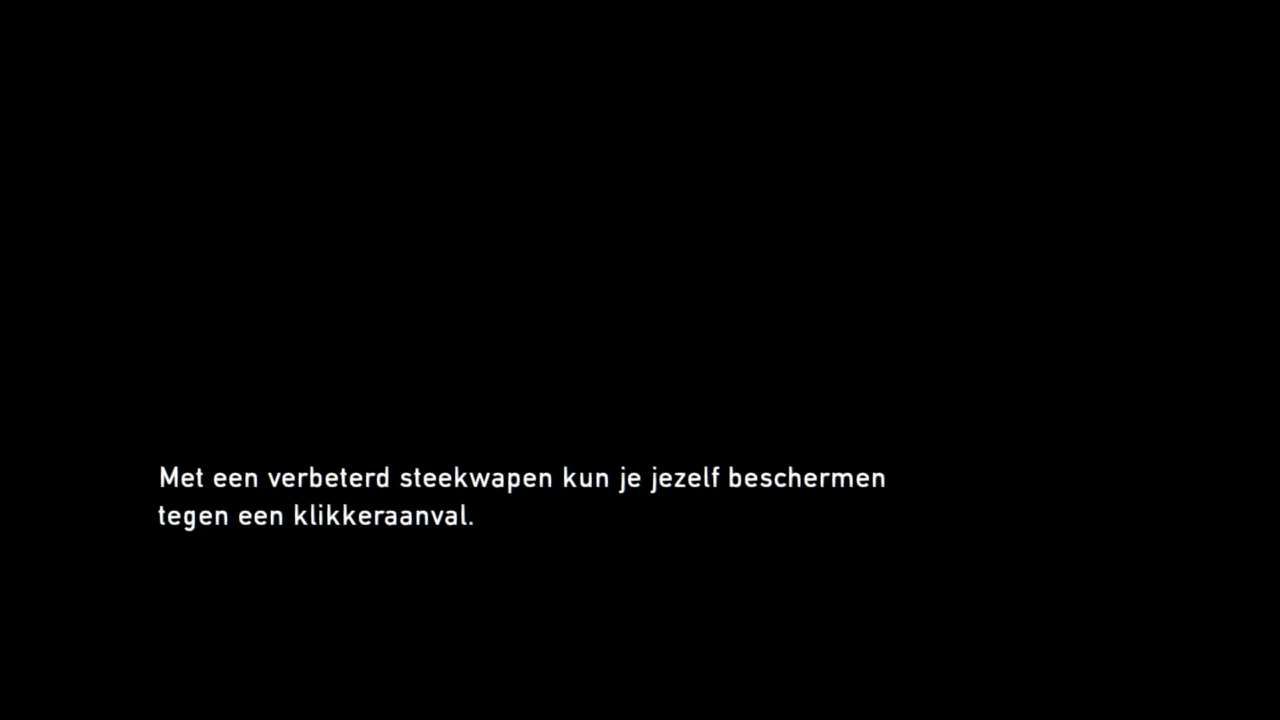 Met een verbeterd steekwapen kun je jezelf beschermen
tegen een klikkeraanval.